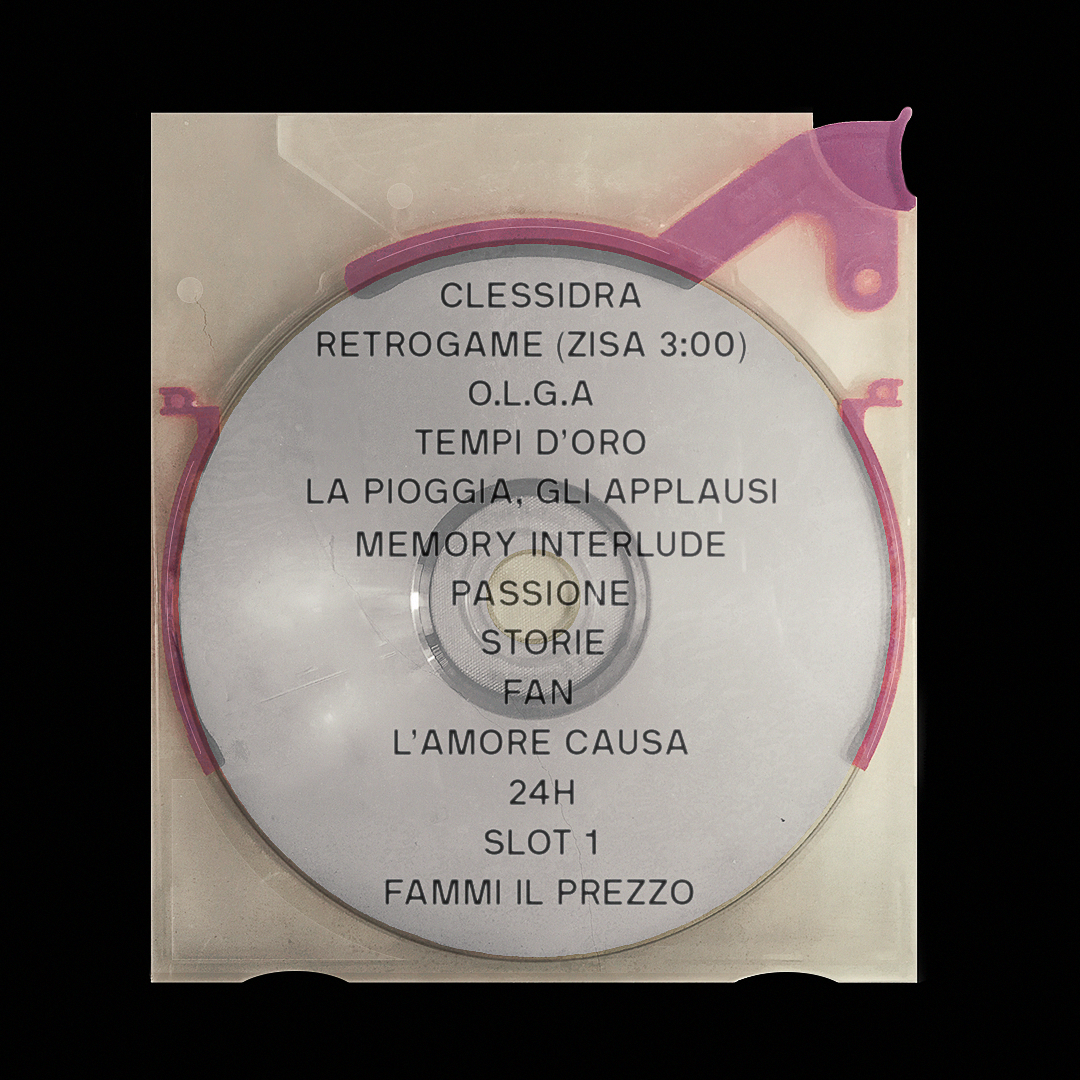 CLESSIDRA
RETROGAME (ZISA 3:00)
O.L.G.A
TEMPI D’ORO
LA PIOGGIA, GLI APPLAUSI
MEMORY INTERLUDE
PASSIONE
STORIE
FAN
L’AMORE CAUSA
24H
SLOT 1
FAMMI IL PREZZO